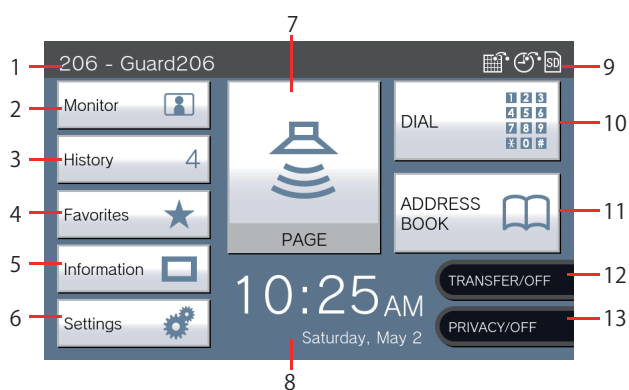 7
1
206 - Guard206
SD
9
2
Monitor
3
History
4
4
Favorites
5
Information
6
Settings
PAGE
10:25 AM
Saturday, May 2
8
DIAL
1 2 3
4 5 6
7 8 9
* 0 #
10
ADDRESS
BOOK
11
TRANSFER/OFF
12
PRIVACY/OFF
13